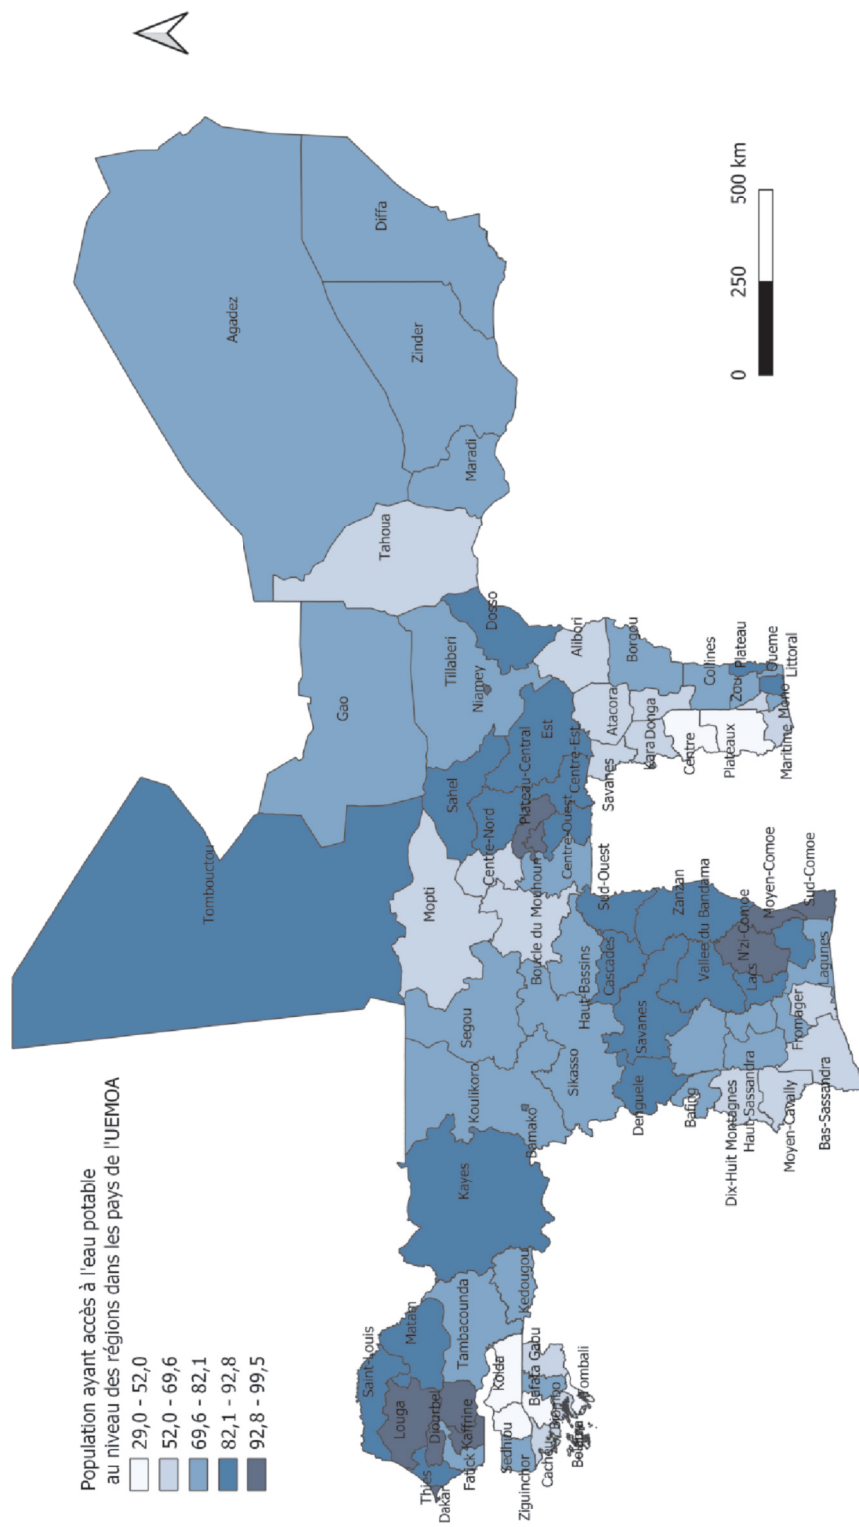 Population ayant accès à l'eau potable
au niveau des régions dans les pays de l'UEMOA
29,0 - 52,0
52,0 - 69,6
69,6 - 82,1
82,1 - 92,8
92,8 - 99,5
Tombouctou
Agadez
Gao
Diffa
Zinder
Tahoua
Maradi
Saint-Louis
Matam
Louga
Diourbel
Thies
Dakar
Fatick
Kaffrine
Tambacounda
Kedougou
Kolda
Sedhiou
Ziguinchor
Bafata
Gabu
Cacheu
Tombali
Kayes
Koulikoro
Bamako
Segou
Sikasso
Mopti
Sahel
Centre-Nord
Plateau-Central
Est
Centre-Est
Centre-Ouest
Boucle du Mouhoun
Haut-Bassins
Cascades
Sud-Ouest
Tillaberi
Niamey
Dosso
Alibori
Borgou
Atacora
Donga
Kara
Savanes
Centre
Plateaux
Maritime
Collines
Zou
Plateau
Oueme
Mono
Littoral
Denguele
Savanes
Bafing
Zanzan
Vallee du Bandama
Lacs
N'zi-Comoe
Moyen-Comoe
Sud-Comoe
Lagunes
Fromager
Dix-Huit Montagnes
Haut-Sassandra
Moyen-Cavally
Bas-Sassandra
0 250 500 km